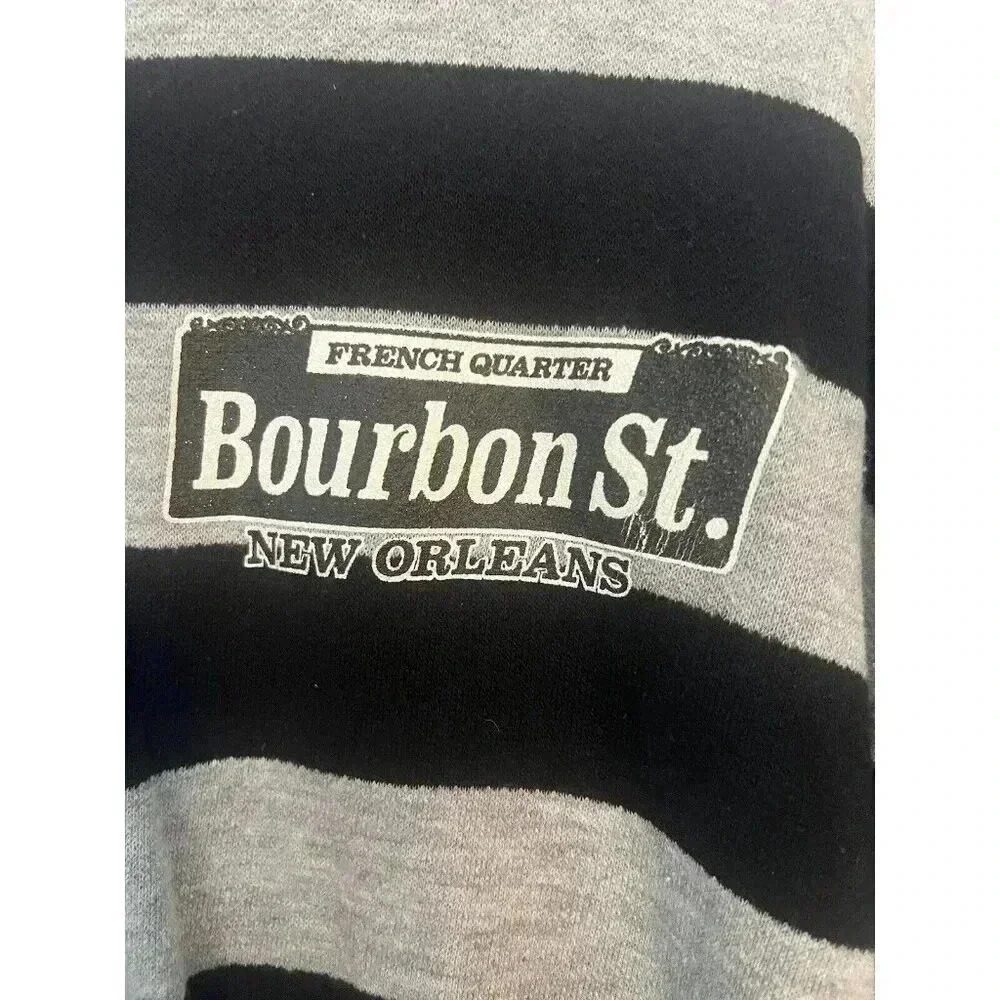 FRENCH QUARTER
Bourbon St.
NEW ORLEANS